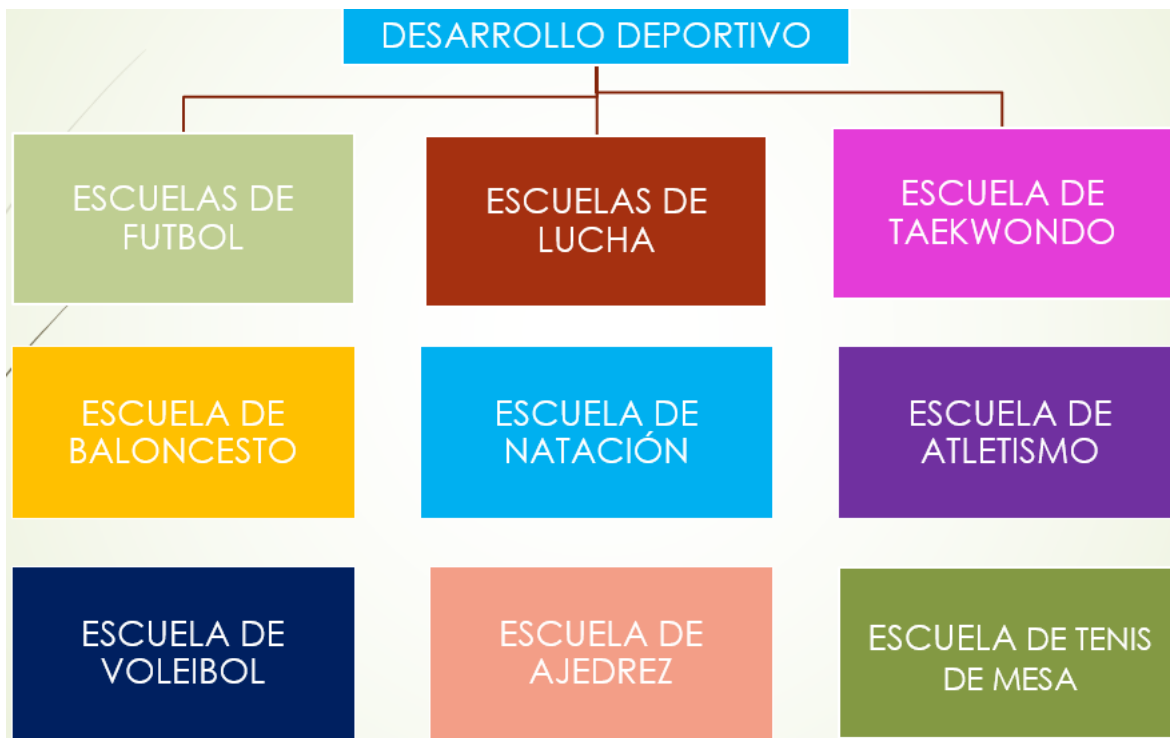 DESARROLLO DEPORTIVO
ESCUELAS DE
FUTBOL
ESCUELAS DE
LUCHA
ESCUELA DE
TAEKWONDO
ESCUELA DE
BALONCESTO
ESCUELA DE
NATACIÓN
ESCUELA DE
ATLETISMO
ESCUELA DE
VOLEIBOL
ESCUELA DE
AJEDREZ
ESCUELA DE TENIS
DE MESA